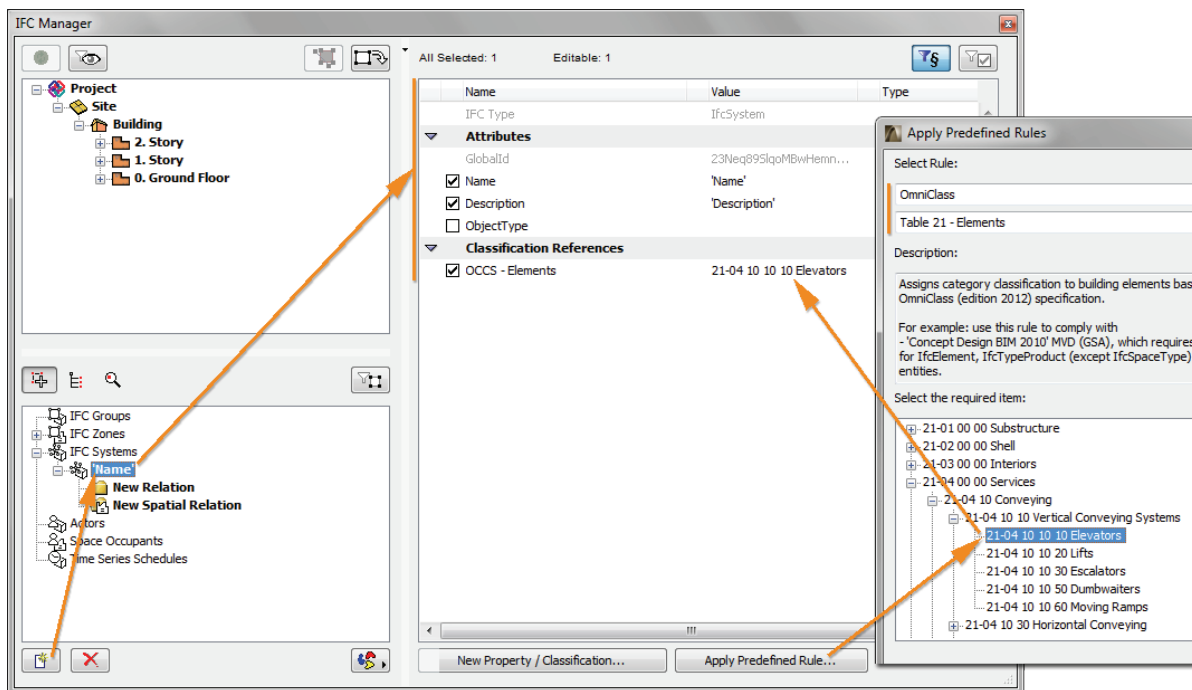 IFC Manager
All Selected: 1 Editable: 1
Project
Site
Building
2. Story
1. Story
0. Ground Floor
IFC Groups
IFC Zones
IFC Systems
'Name'
New Relation
New Spatial Relation
Actors
Space Occupants
Time Series Schedules
Name Value Type
IFC Type IfcSystem
Attributes
GlobalId 23Neq89SlqoMBwHemn...
Name 'Name'
Description 'Description'
ObjectType
Classification References
OCCS - Elements 21-04 10 10 10 Elevators
New Property / Classification... Apply Predefined Rule...
Apply Predefined Rules
Select Rule:
OmniClass
Table 21 - Elements
Description:
Assigns category classification to building elements bas
OmniClass (edition 2012) specification.
For example: use this rule to comply with
- 'Concept Design BIM 2010' MVD (GSA), which requires
for IfcElement, IfcTypeProduct (except IfcSpaceType)
entities.
Select the required item:
21-01 00 00 Substructure
21-02 00 00 Shell
21-03 00 00 Interiors
21-04 00 00 Services
21-04 10 Conveying
21-04 10 10 Vertical Conveying Systems
21-04 10 10 10 Elevators
21-04 10 10 20 Lifts
21-04 10 10 30 Escalators
21-04 10 10 50 Dumbwaiters
21-04 10 10 60 Moving Ramps
21-04 10 30 Horizontal Conveying